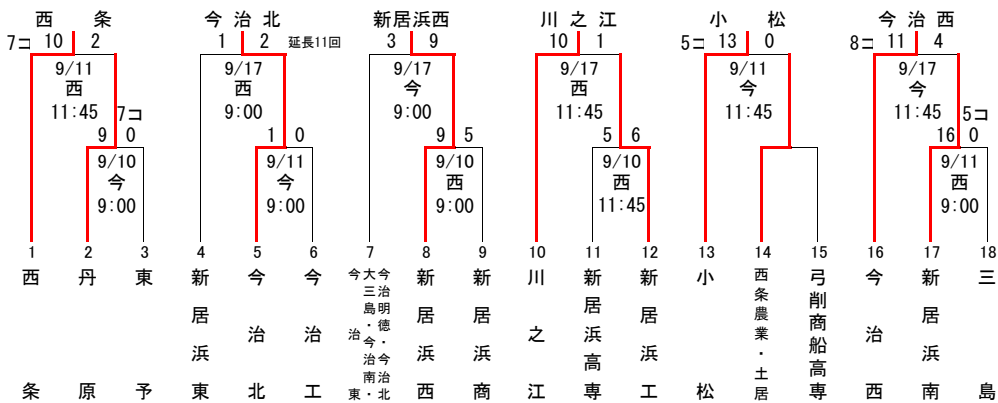 西条 今治北 新居浜西 川之江 小松 今治西
7コ 10 2 1 2 延長11回 3 9 10 1 5コ 13 0 8コ 11 4
9/11 9/17 9/17 9/17 9/11 9/17
西 西 今 西 今 今
11:45 9:00 9:00 11:45 11:45 11:45
7コ 5コ
9 0 1 0 9 5 5 6 16 0
9/10 9/11 9/10 9/10 9/11
今 今 西 西 西
9:00 9:00 9:00 11:45 9:00
1 2 3 4 5 6 7 8 9 10 11 12 13 14 15 16 17 18
西条
丹原
東予
新居浜東
今治北
今治工
今治明徳・今治北
大三島・今治南・
今治東
新居浜西
新居浜商
川之江
新居浜高専
新居浜工
小松
西条農業・土居
弓削商船高専
今治西
新居浜南
三島